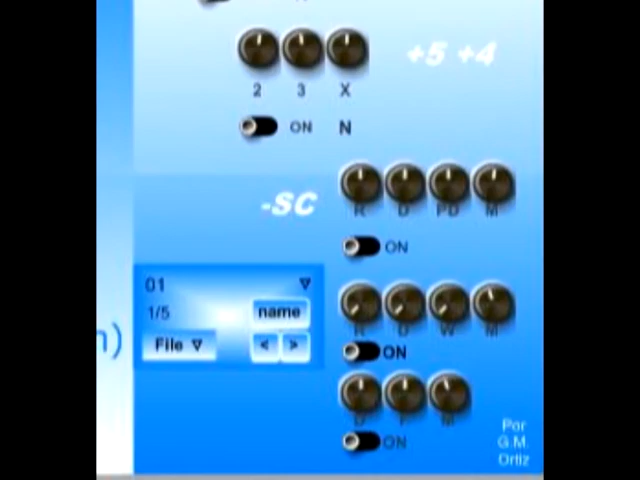 +5 +4
2 3 X
ON N
-SC
R D PD M
ON
01
1/5 name
File < >
R D W M
ON
M
ON
Por
G.M.
Ortiz